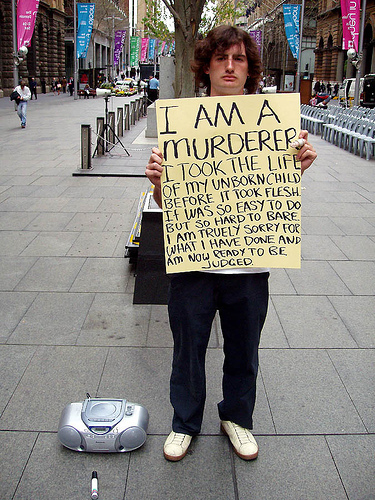 I AM A
MURDERER
I TOOK THE LIFE
OF MY UNBORN CHILD
BEFORE IT TOOK FLESH.
IT WAS SO EASY TO DO
BUT SO HARD TO BARE.
I AM TRUELY SORRY FOR
WHAT I HAVE DONE AND
AM NOW READY TO BE
JUDGED.